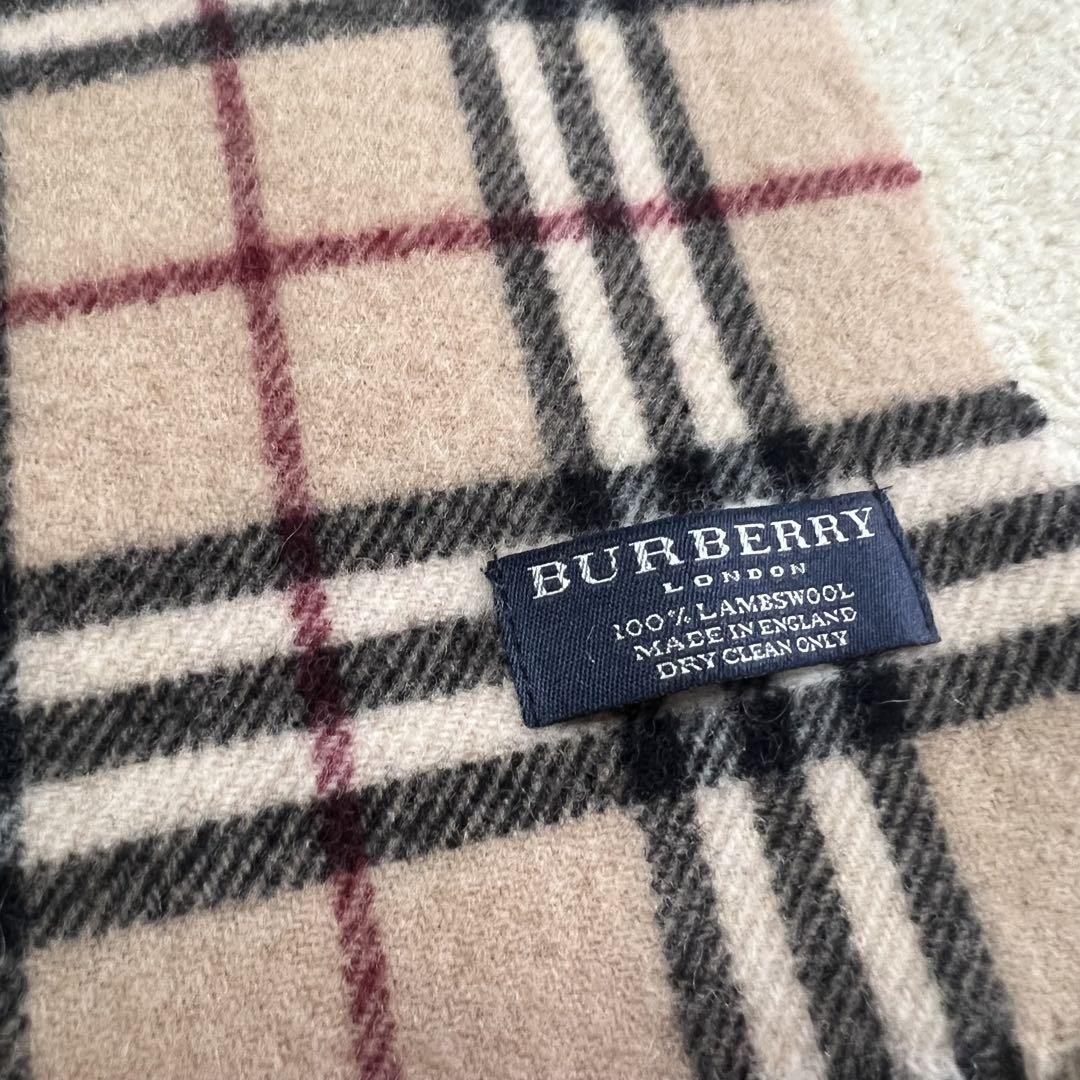 BURBERRY
LONDON
100% LAMBSWOOL
MADE IN ENGLAND
DRY CLEAN ONLY